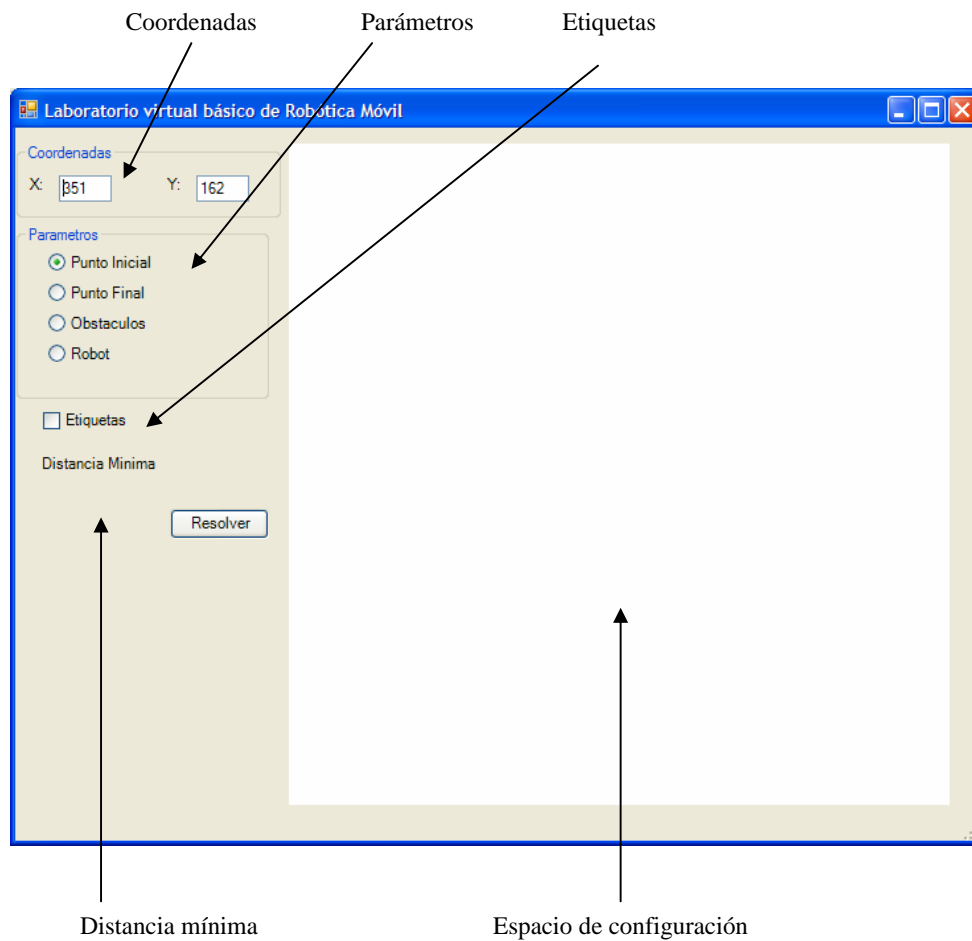 Coordenadas Parámetros Etiquetas
Laboratorio virtual básico de Robótica Móvil
Coordenadas
X: 351 Y: 162
Parametros
Punto Inicial
Punto Final
Obstaculos
Robot
Etiquetas
Distancia Minima
Resolver
Distancia mínima Espacio de configuración